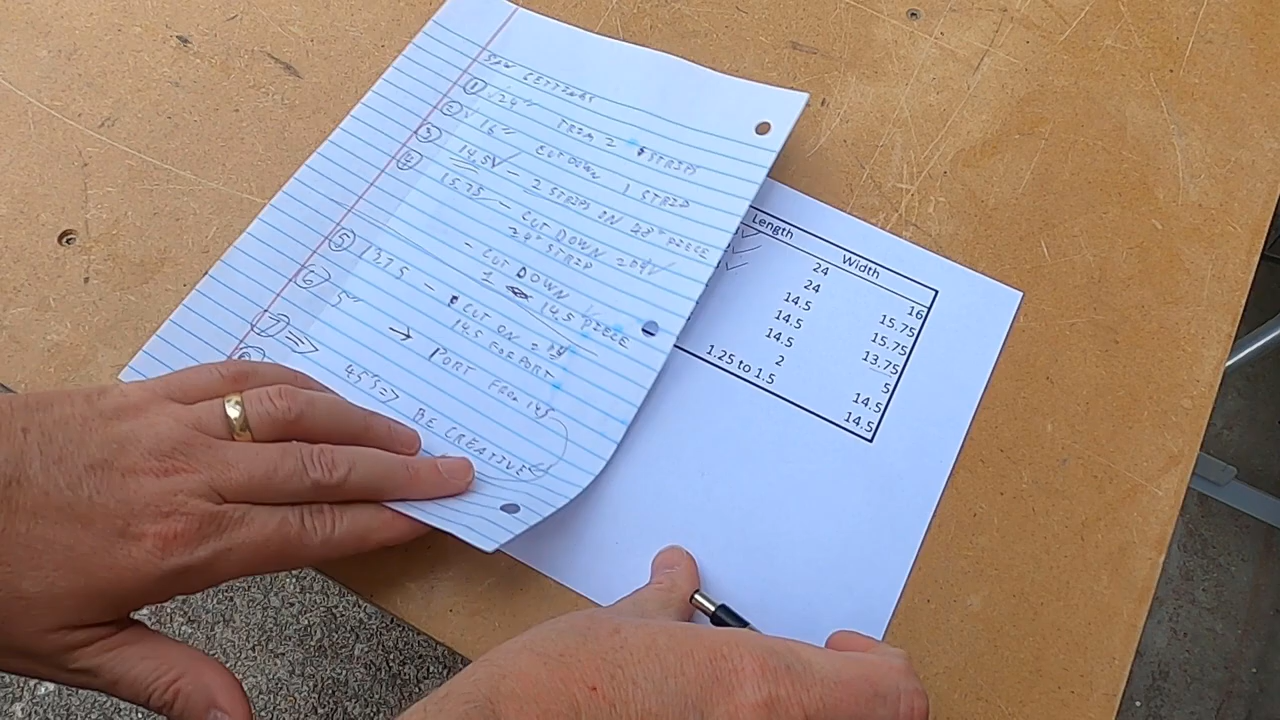 SAW SETTINGS
① √24" TRIM 2 STRIPS
② √16" CUT DOWN 1 STRIP
③ 14.5√ - 2 STRIPS ON 48" PIECE
④ 15.75 - CUT DOWN
24" STRIP
- CUT DOWN
1 14.5 PIECE
⑤ 13.75 - CUT ON
14.5 FOR PORT
⑥ 5" → PORT FROM 14.5
⑦ => 45°S => BE CREATIVE
Length Width
24 16
24 15.75
14.5 15.75
14.5 13.75
14.5 5
2 14.5
1.25 to 1.5 14.5